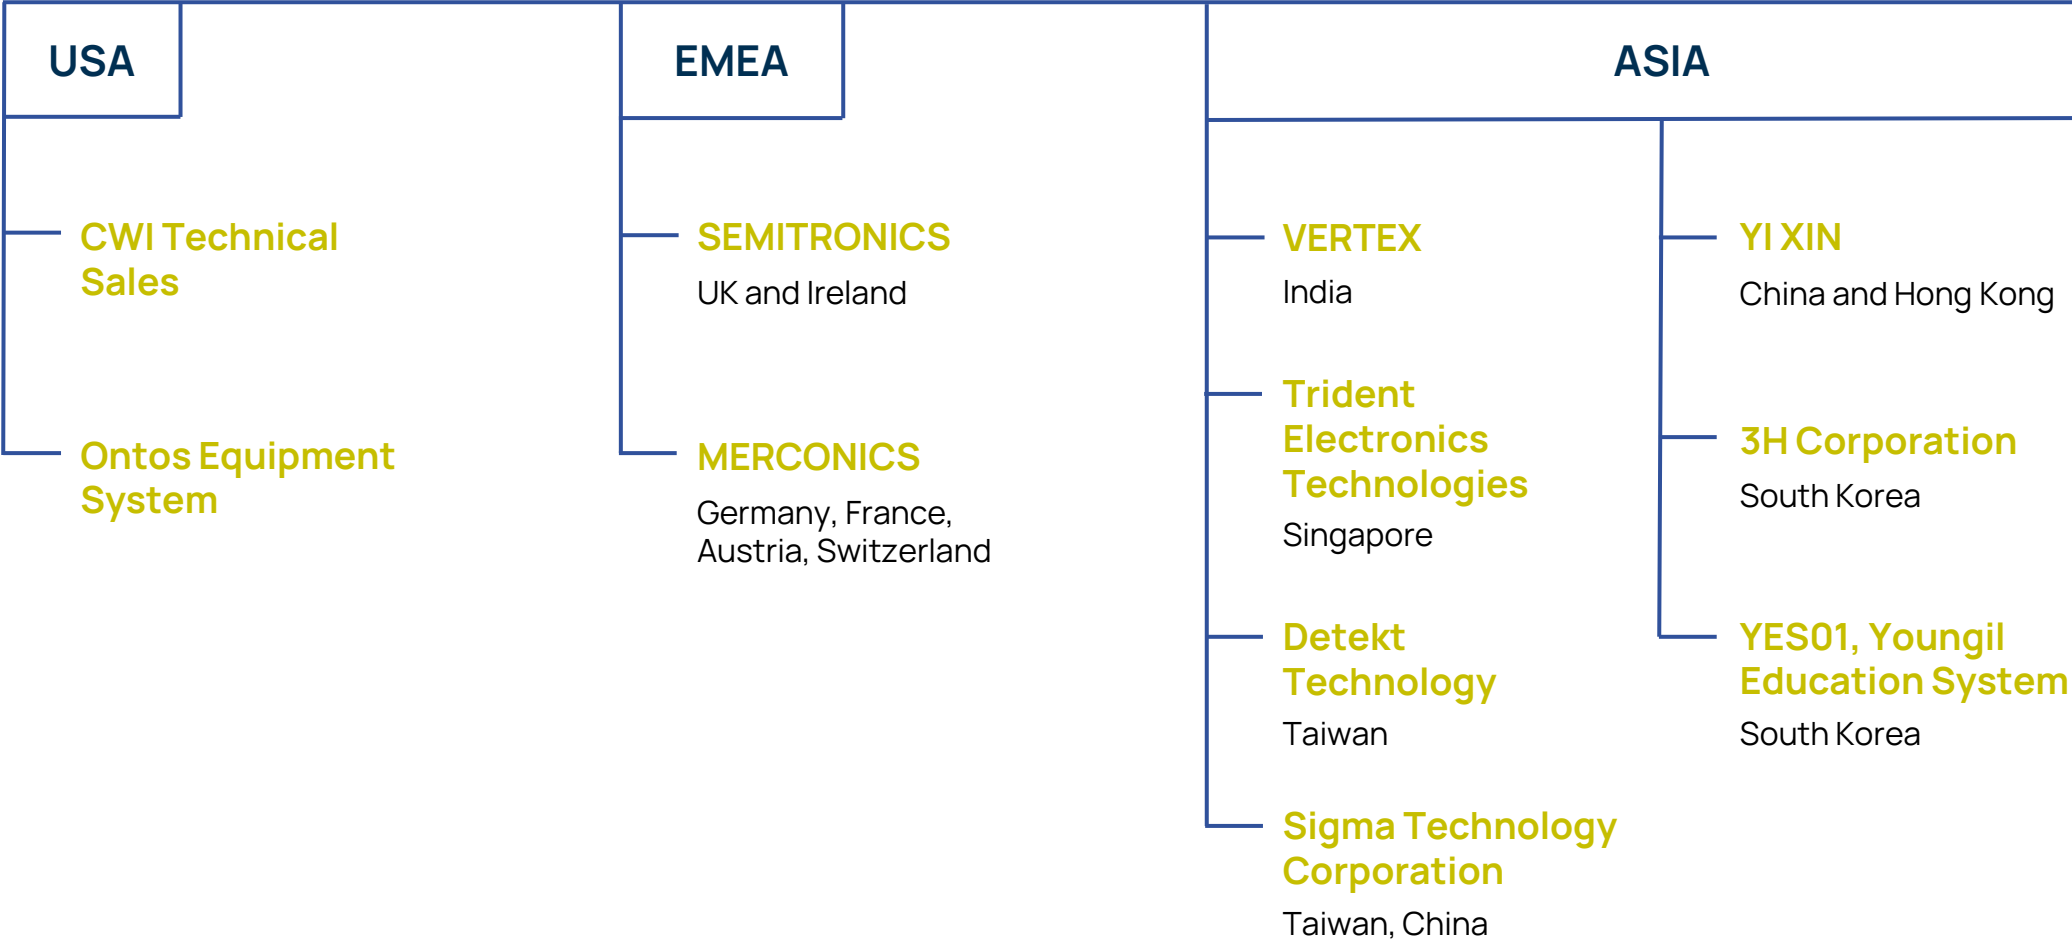 USA
CWI Technical
Sales
Ontos Equipment
System
EMEA
SEMITRONICS
UK and Ireland
MERCONICS
Germany, France,
Austria, Switzerland
ASIA
VERTEX
India
Trident
Electronics
Technologies
Singapore
Detekt
Technology
Taiwan
Sigma Technology
Corporation
Taiwan, China
YI XIN
China and Hong Kong
3H Corporation
South Korea
YES01, Youngil
Education System
South Korea